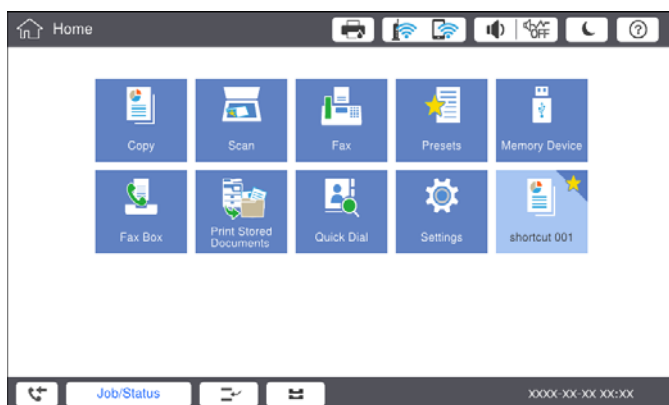 Home
OFF
?
Copy
Scan
Fax
Presets
Memory Device
Fax Box
Print Stored
Documents
Quick Dial
Settings
shortcut 001
Job/Status
XXXX-XX-XX XX:XX